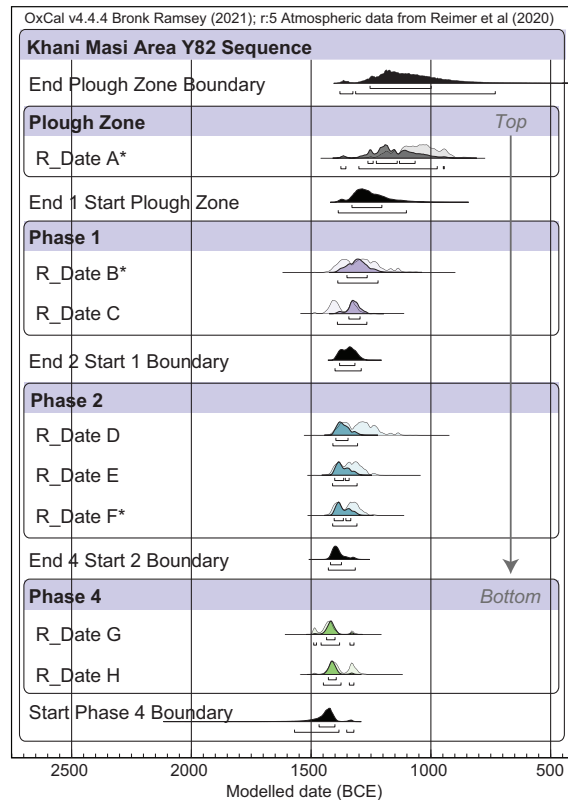 OxCal v4.4.4 Bronk Ramsey (2021); r:5 Atmospheric data from Reimer et al (2020)
Khani Masi Area Y82 Sequence
End Plough Zone Boundary
Plough Zone
Top
R_Date A*
End 1 Start Plough Zone
Phase 1
R_Date B*
R_Date C
End 2 Start 1 Boundary
Phase 2
R_Date D
R_Date E
R_Date F*
End 4 Start 2 Boundary
Phase 4
Bottom
R_Date G
R_Date H
Start Phase 4 Boundary
2500 2000 1500 1000 500
Modelled date (BCE)